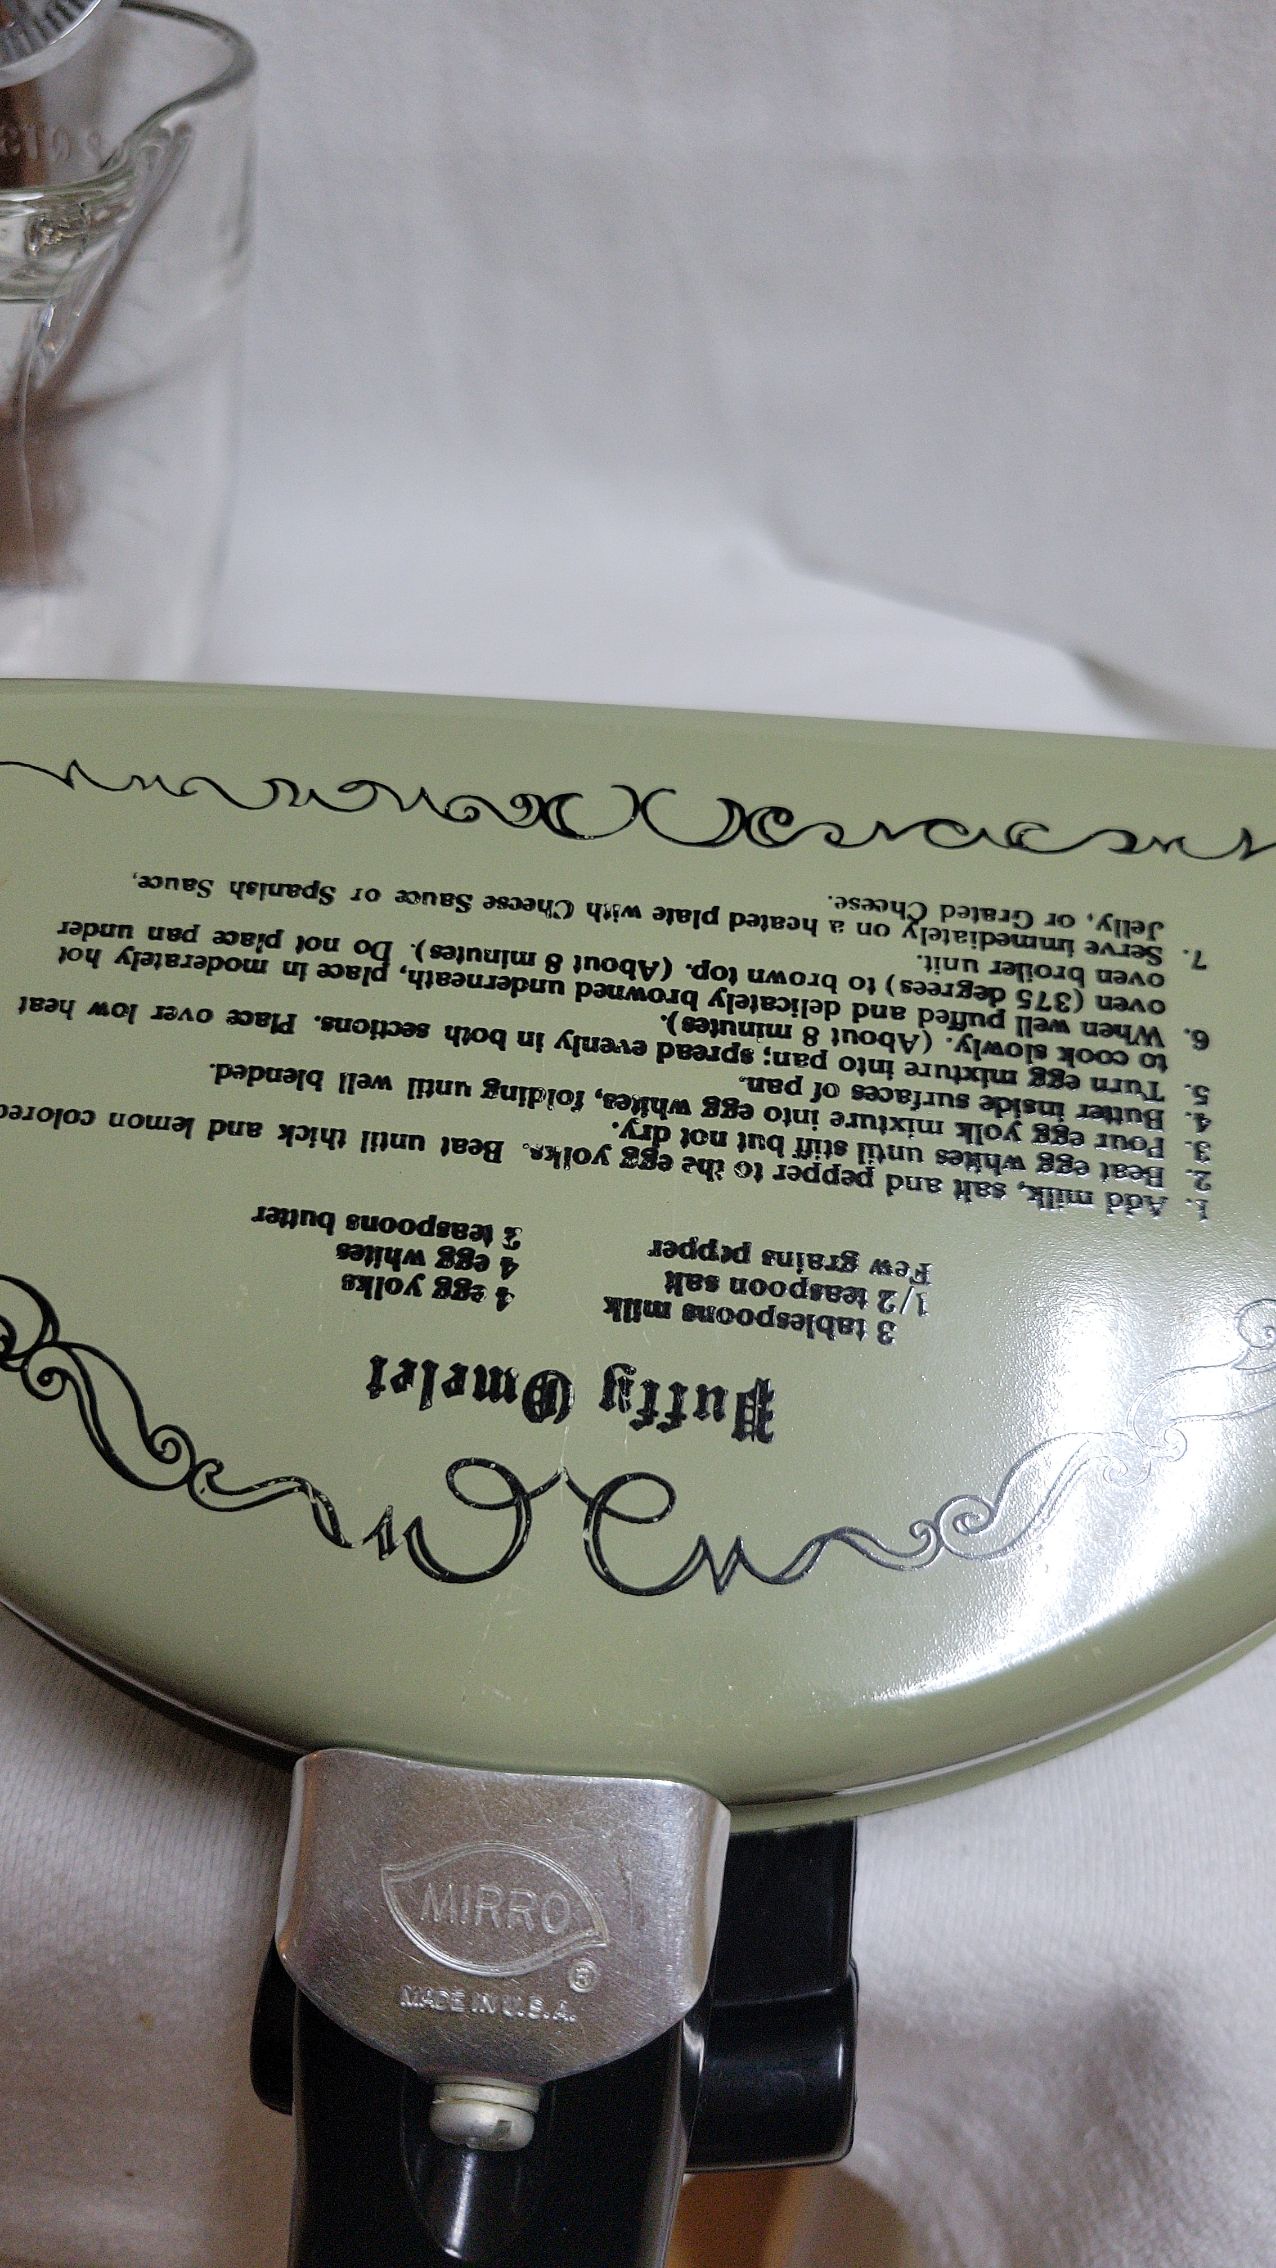 Puffy Omelet
3 tablespoons milk
1/2 teaspoon salt
Few grains pepper
4 egg yolks
4 egg whites
2 teaspoons butter
1. Add milk, salt and pepper to the egg yolks. Beat until thick and lemon colored
2. Beat egg whites until stiff but not dry.
3. Pour egg yolk mixture into egg whites, folding until well blended.
4. Butter inside surfaces of pan.
5. Turn egg mixture into pan; spread evenly in both sections. Place over low heat
to cook slowly. (About 8 minutes).
6. When well puffed and delicately browned underneath, place in moderately hot
oven (375 degrees) to brown top. (About 8 minutes). Do not place pan under
oven broiler unit.
7. Serve immediately on a heated plate with Cheese Sauce or Spanish Sauce,
Jelly, or Grated Cheese.
MIRRO
®
MADE IN U.S.A.